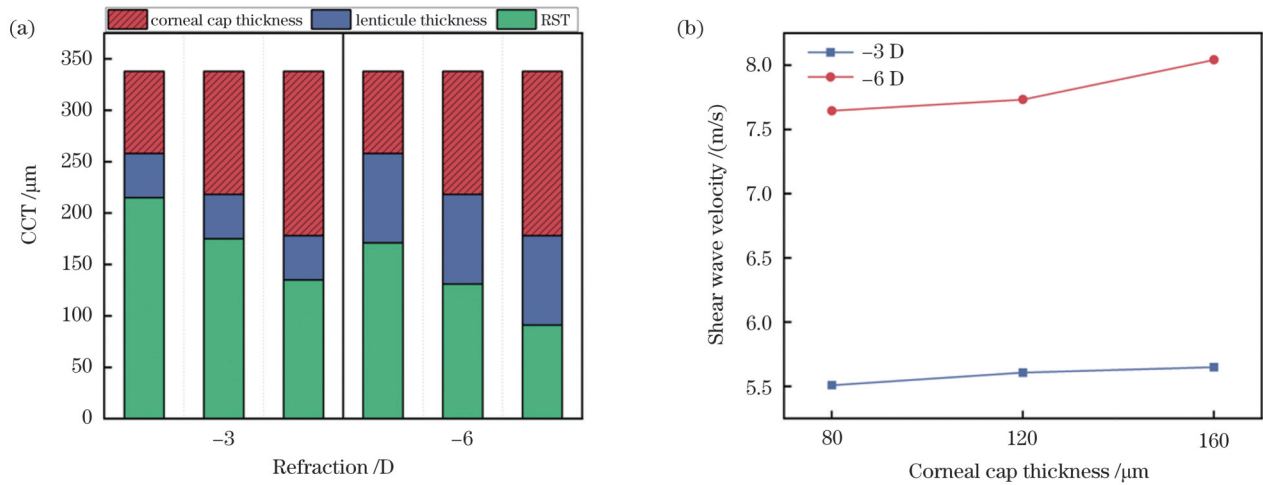 (a)
corneal cap thickness lenticule thickness RST
CCT /μm
350
300
250
200
150
100
50
0
−3 −6
Refraction /D
(b)
−3 D
−6 D
Shear wave velocity /(m/s)
8.0
7.5
7.0
6.5
6.0
5.5
80 120 160
Corneal cap thickness /μm